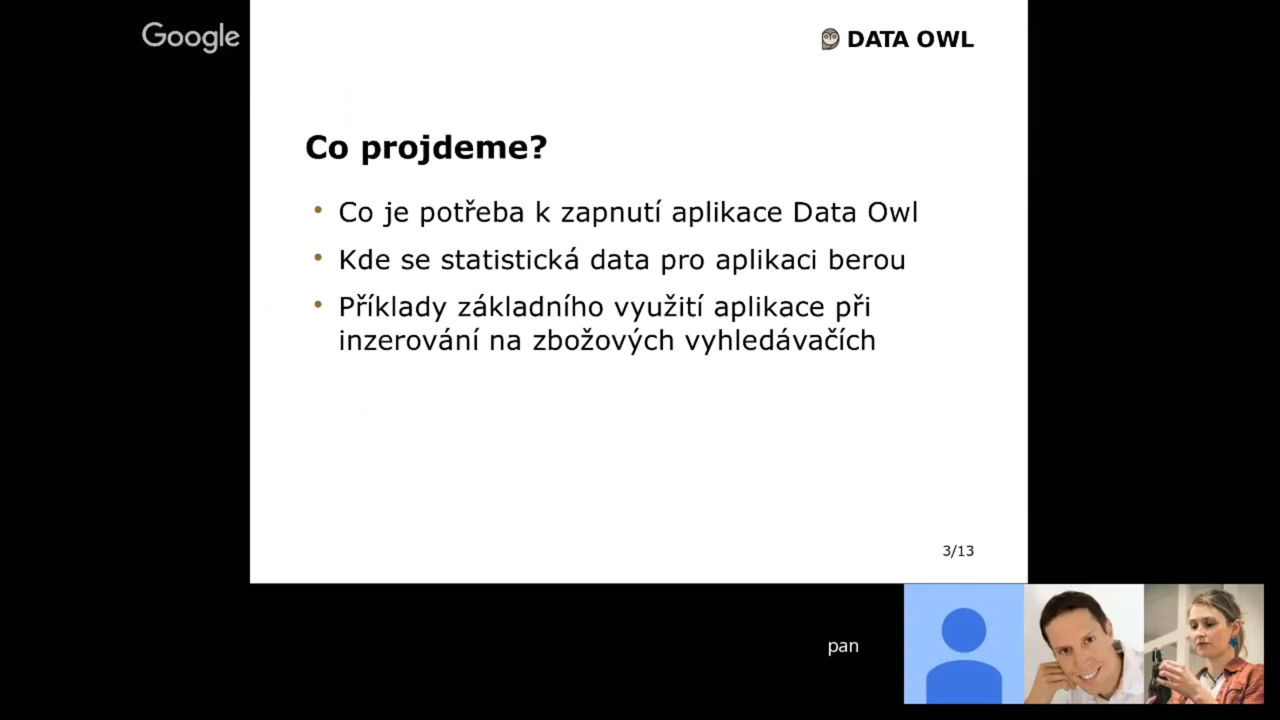 Google
DATA OWL
Co projdeme?
• Co je potřeba k zapnutí aplikace Data Owl
• Kde se statistická data pro aplikaci berou
• Příklady základního využití aplikace při
inzerování na zbožových vyhledávačích
3/13
pan